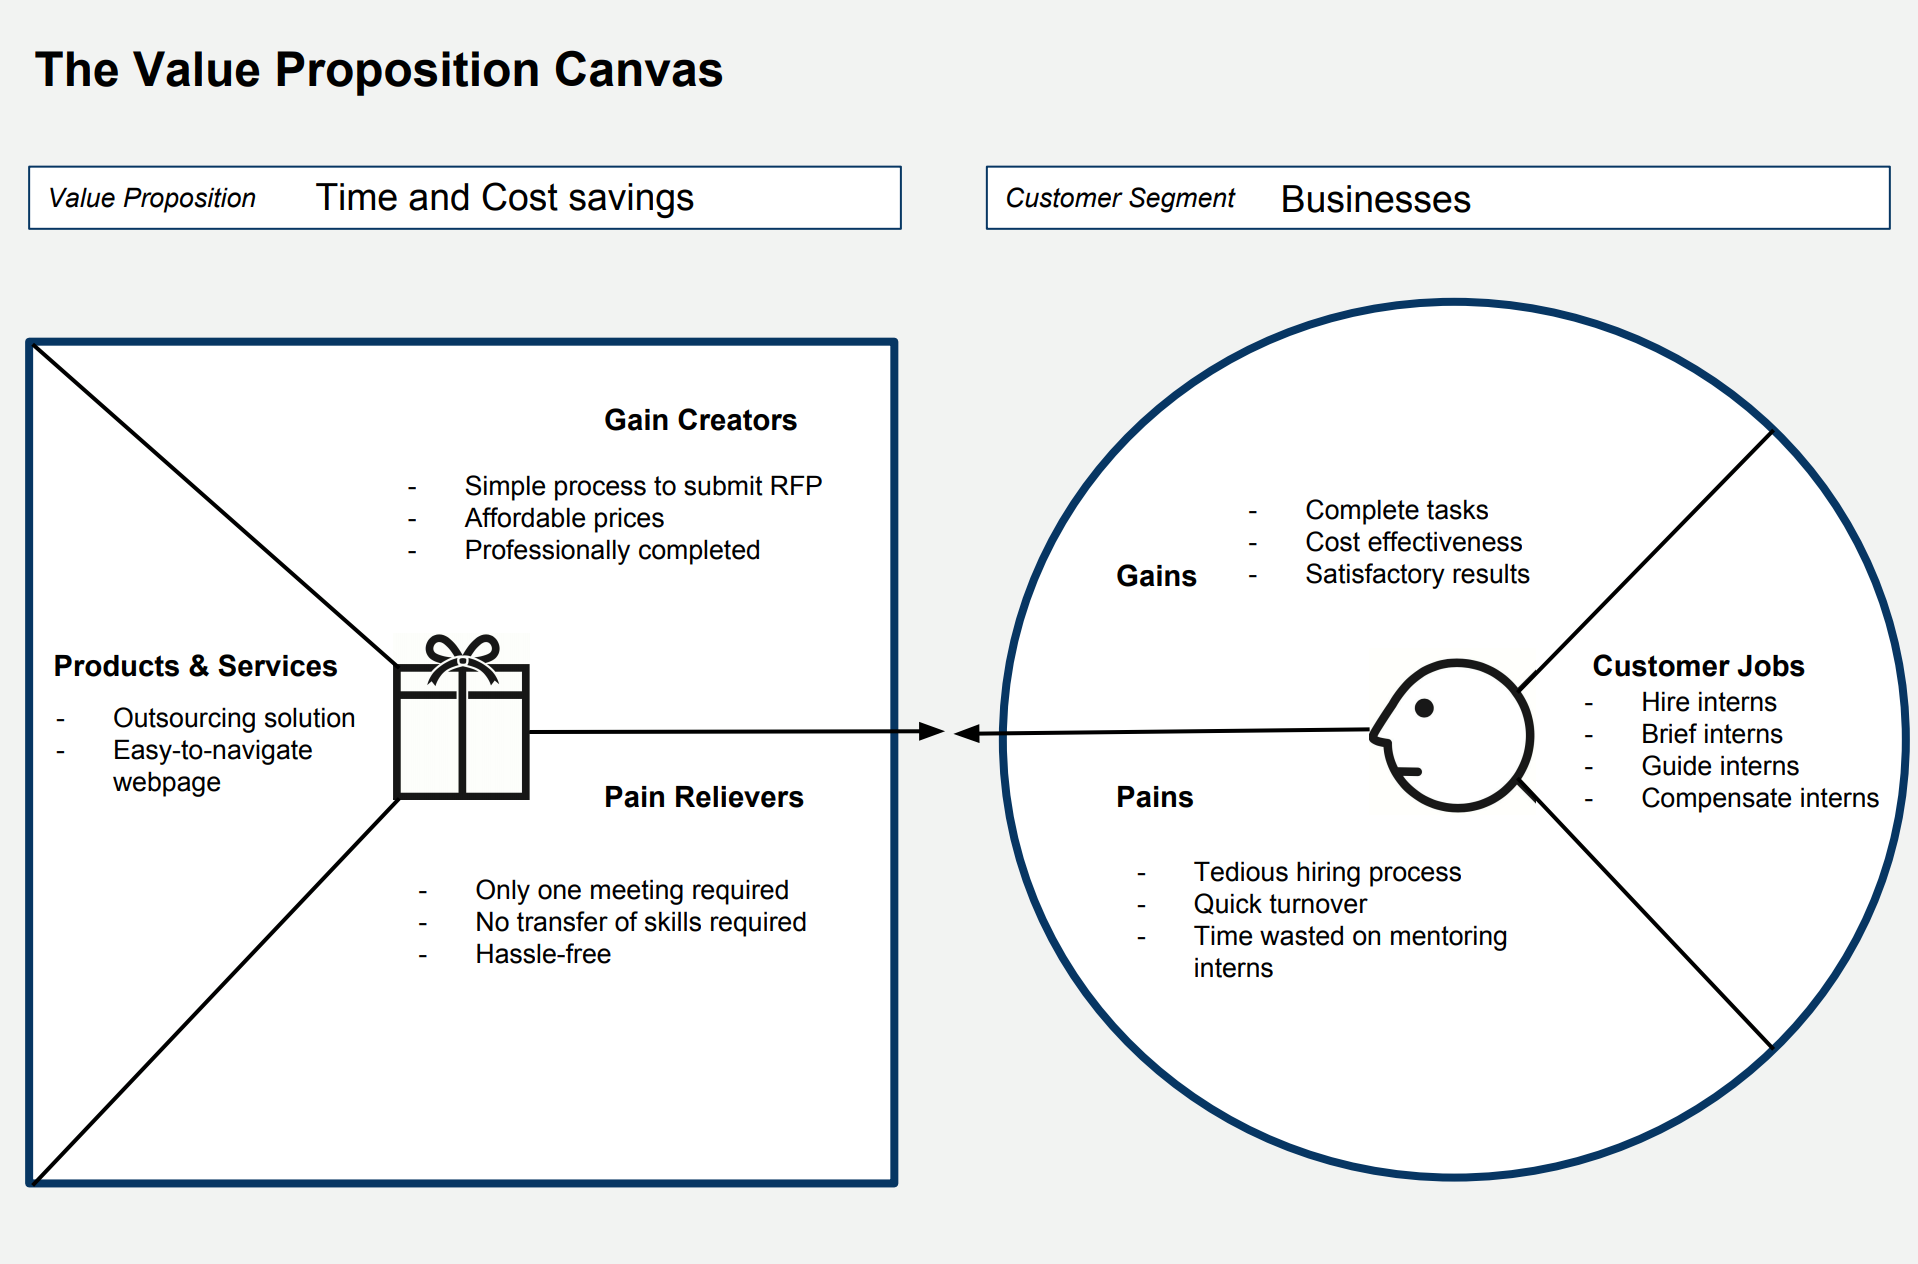 The Value Proposition Canvas
Value Proposition Time and Cost savings
Customer Segment Businesses
Gain Creators
- Simple process to submit RFP
- Affordable prices
- Professionally completed
Products & Services
- Outsourcing solution
- Easy-to-navigate
webpage
Pain Relievers
- Only one meeting required
- No transfer of skills required
- Hassle-free
Gains
- Complete tasks
- Cost effectiveness
- Satisfactory results
Customer Jobs
- Hire interns
- Brief interns
- Guide interns
- Compensate interns
Pains
- Tedious hiring process
- Quick turnover
- Time wasted on mentoring
interns